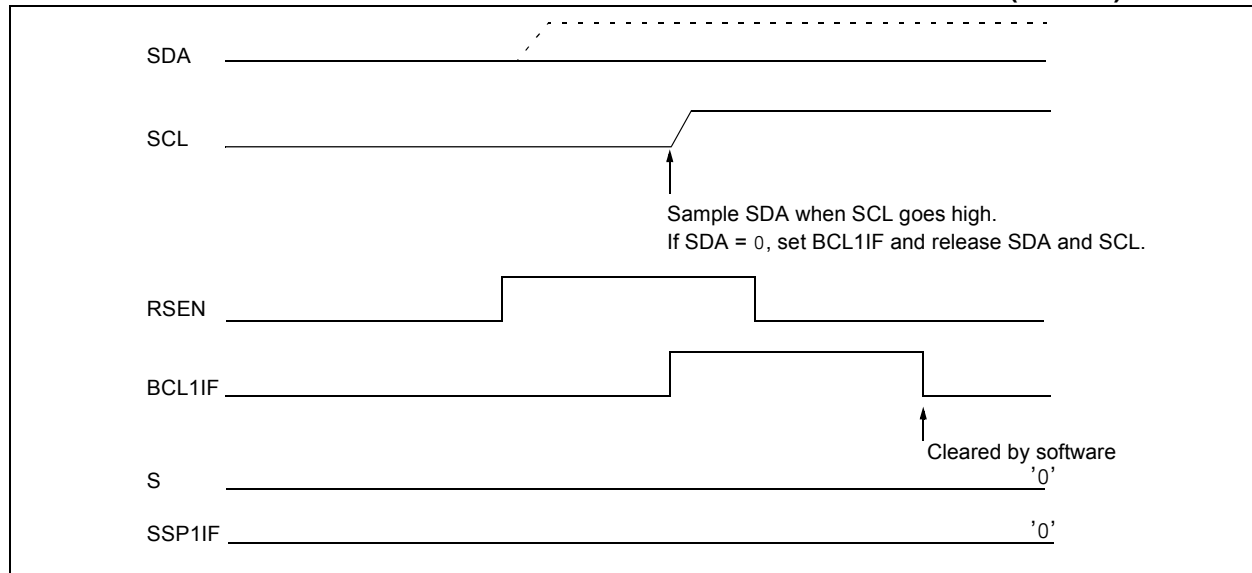 SDA
SCL
Sample SDA when SCL goes high.
If SDA = 0, set BCL1IF and release SDA and SCL.
RSEN
BCL1IF
Cleared by software
S
'0'
SSP1IF
'0'